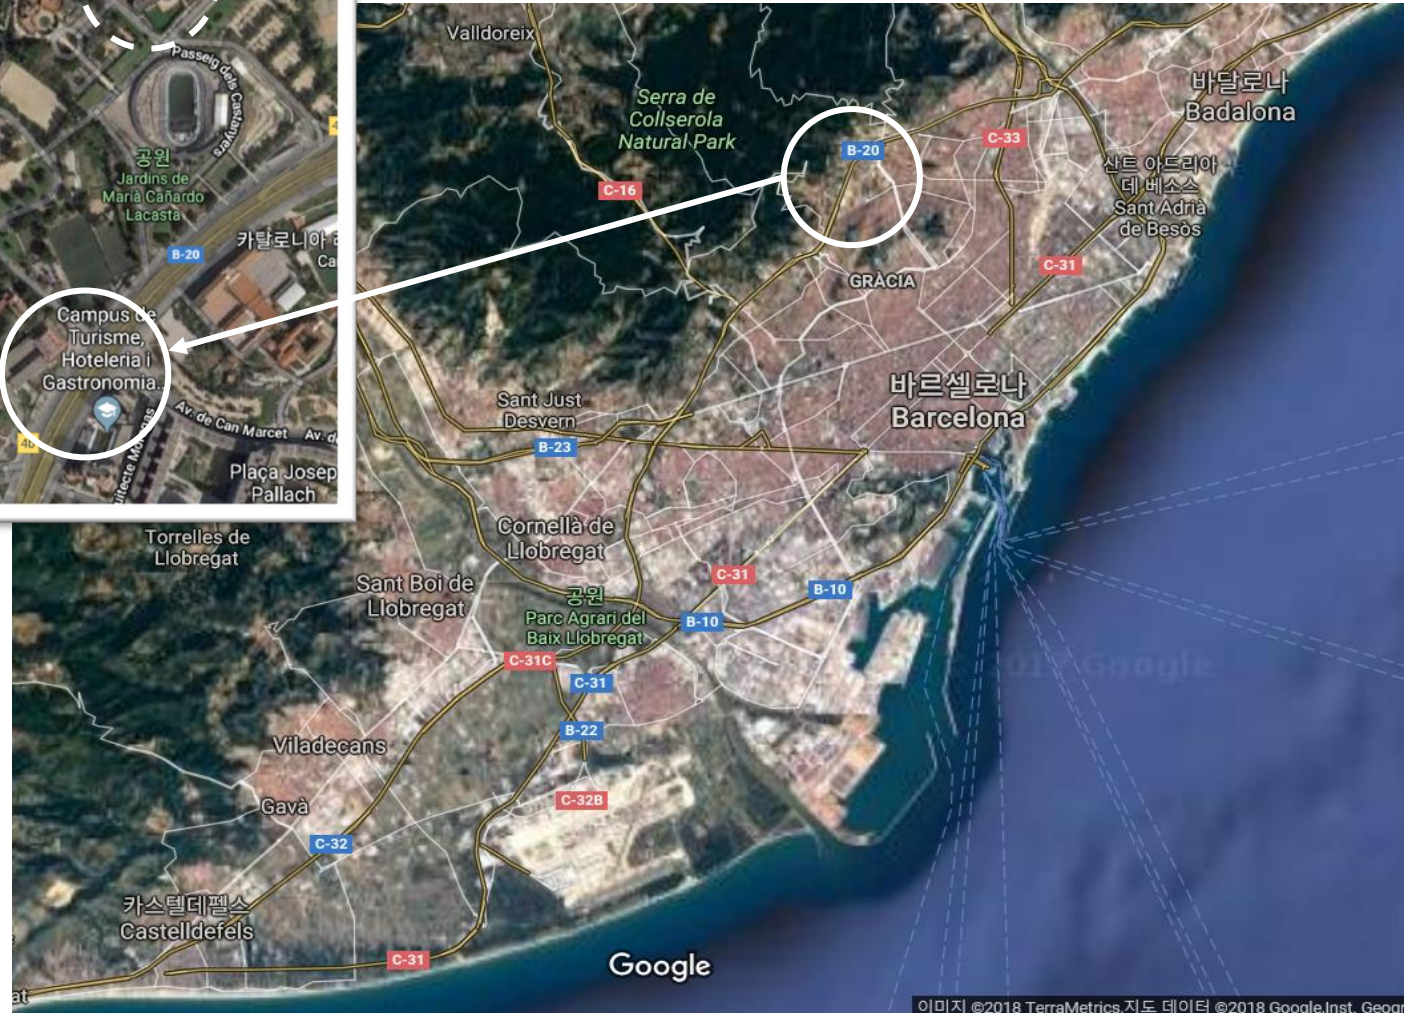 Passeig dels Castanyers
공원
Jardins de
Marià Cañardo
Lacasta
B-20
카탈로니아
Campus de
Turisme,
Hoteleria i
Gastronomia...
Av. de Can Marcet
Plaça Josep
Pallach
Valldoreix
Serra de
Collserola
Natural Park
B-20
C-33
C-16
바달로나
Badalona
산트 아드리아
데 베소스
Sant Adrià
de Besòs
C-31
GRÀCIA
바르셀로나
Barcelona
Sant Just
Desvern
B-23
Cornellà de
Llobregat
Torrelles de
Llobregat
Sant Boi de
Llobregat
공원
Parc Agrari del
Baix Llobregat
C-31
B-10
B-10
C-31C
C-31
B-22
C-32B
Viladecans
Gavà
C-32
카스텔데펠스
Castelldefels
C-31
Google
이미지 ©2018 TerraMetrics,지도 데이터 ©2018 Google,Inst. Geogr